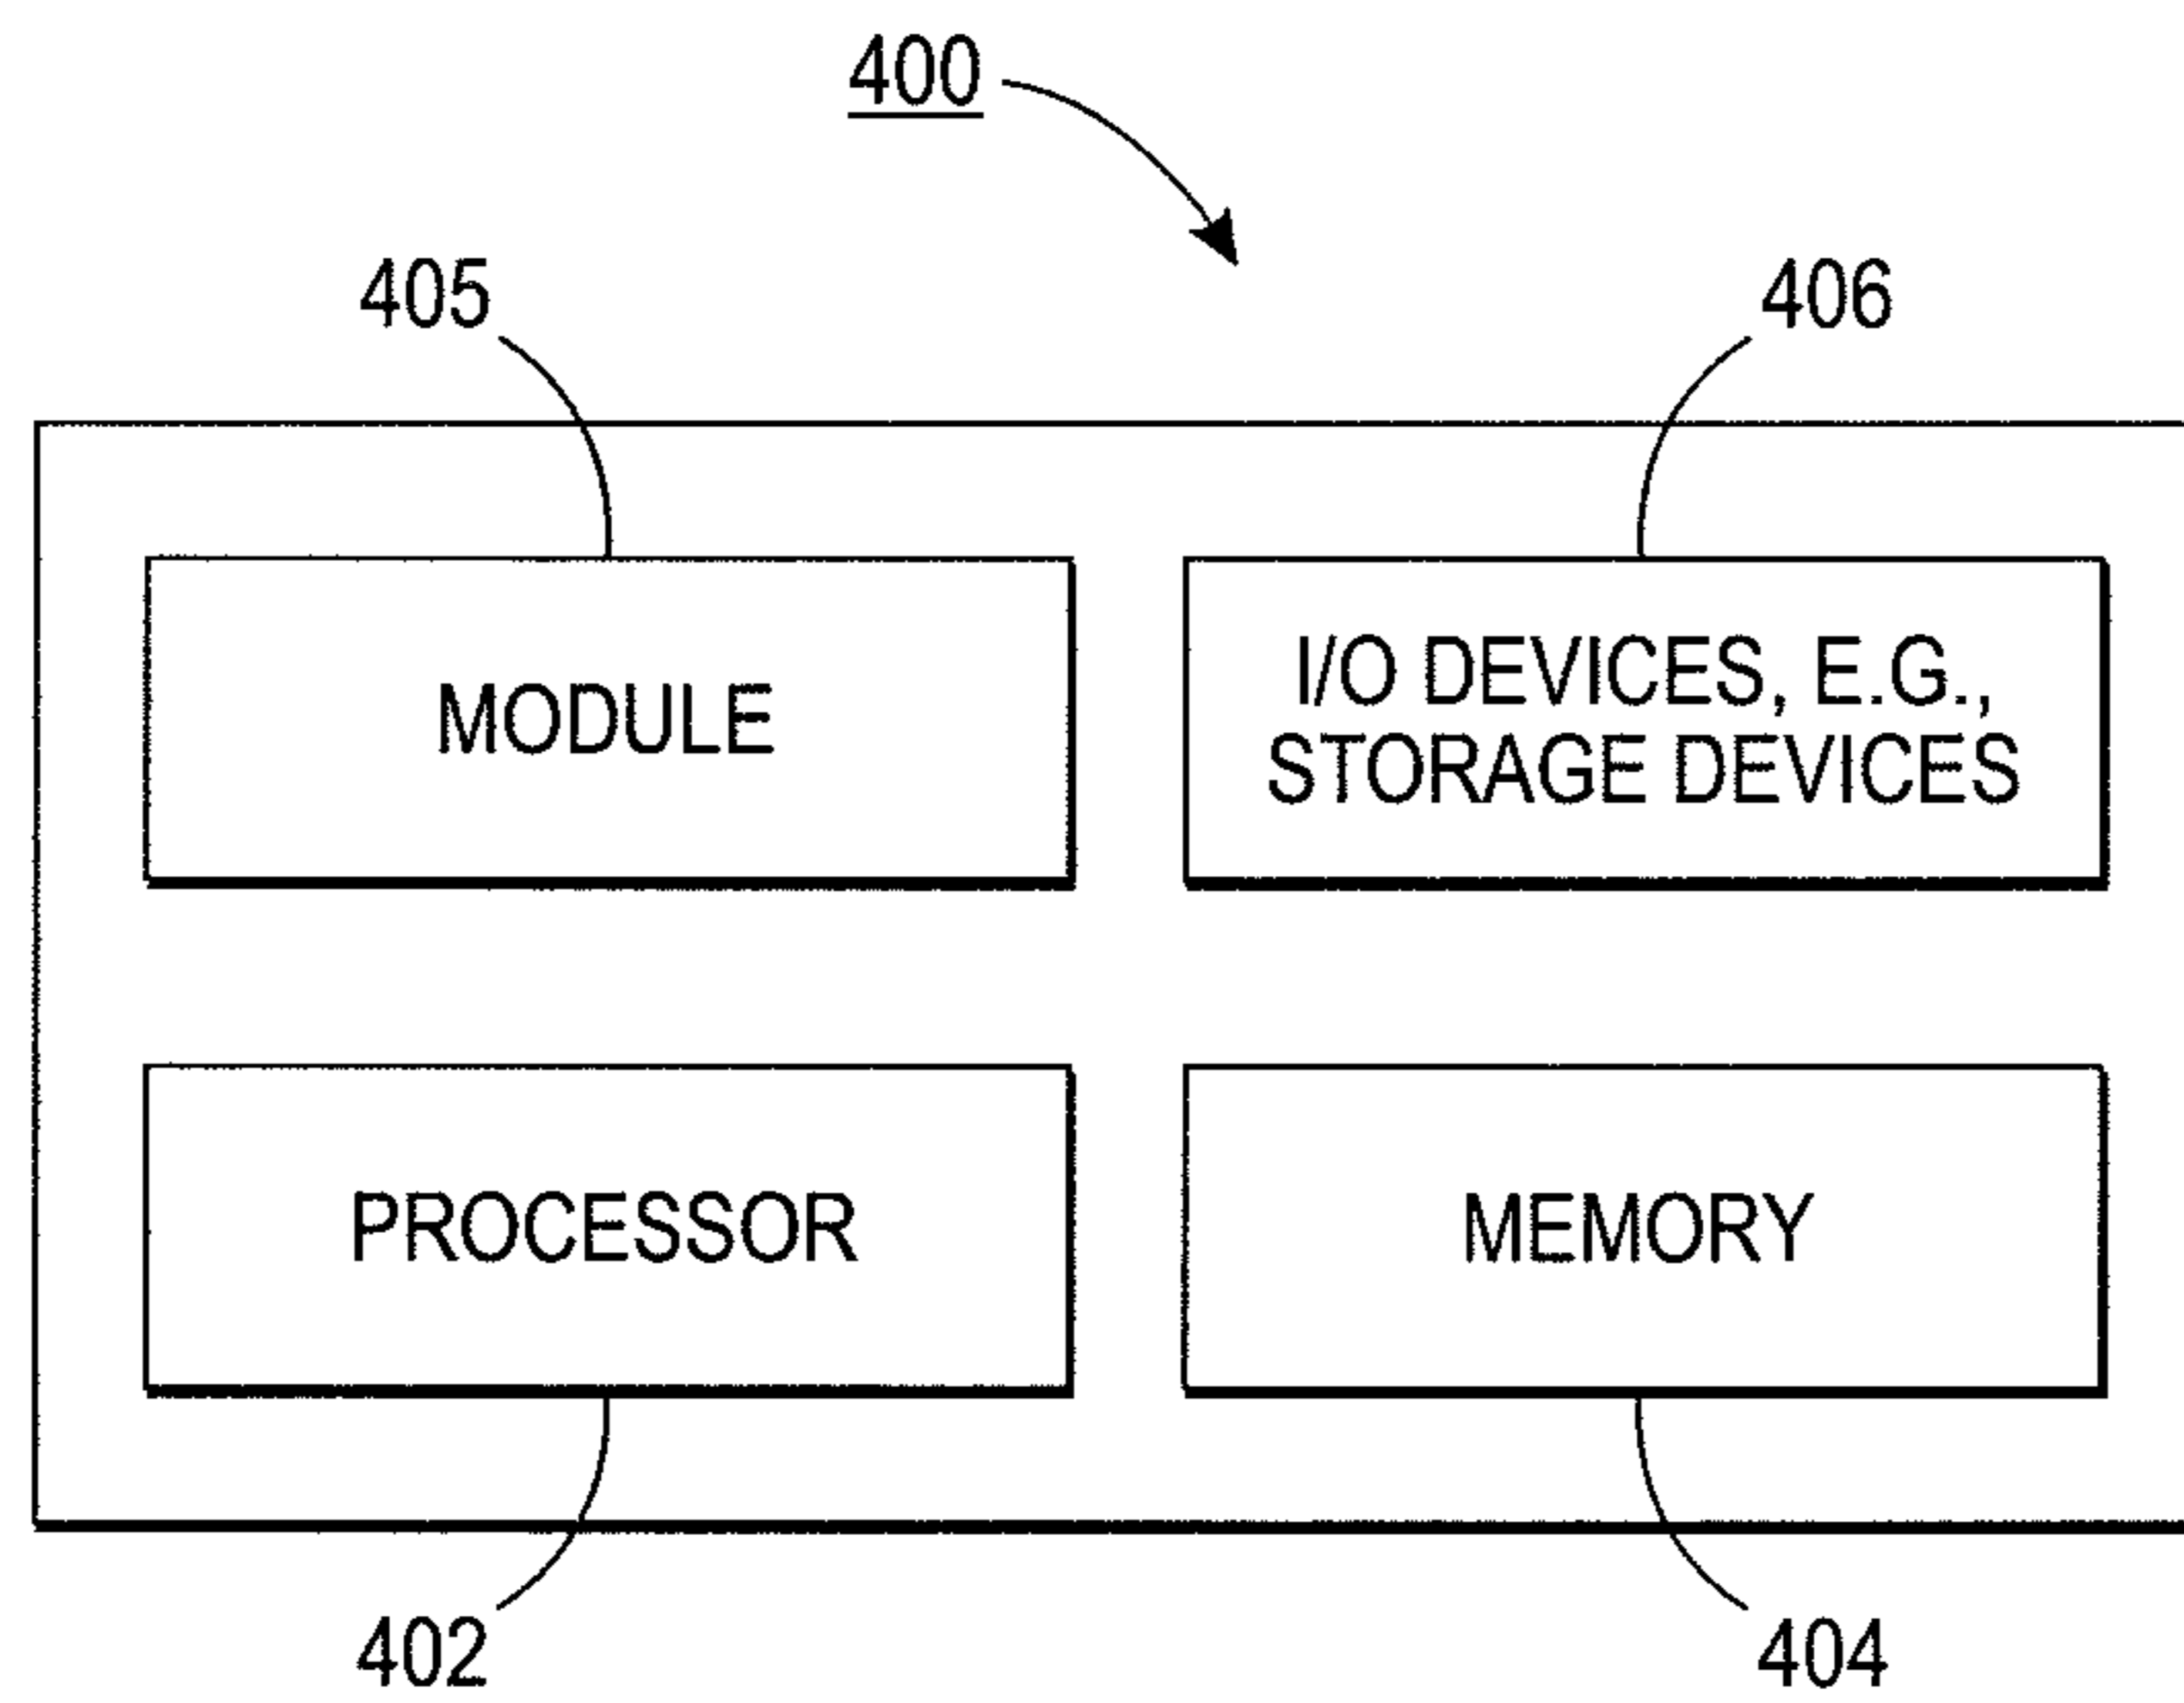 400
405
406
MODULE
I/O DEVICES, E.G.,
STORAGE DEVICES
PROCESSOR
MEMORY
402
404